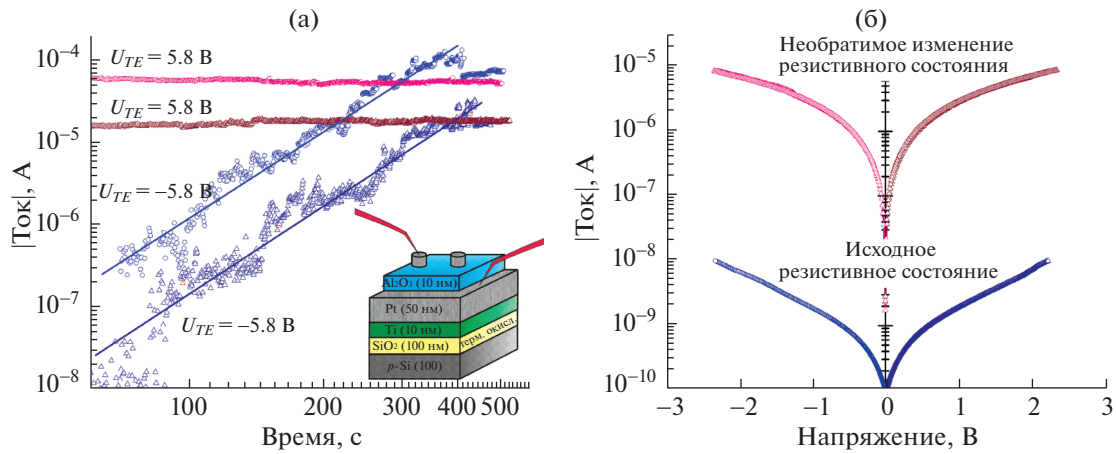 (а)
|Ток|, А
10⁻⁴
10⁻⁵
10⁻⁶
10⁻⁷
10⁻⁸
U_TE = 5.8 В
U_TE = 5.8 В
U_TE = −5.8 В
U_TE = −5.8 В
Al₂O₃ (10 нм)
Pt (50 нм)
Ti (10 нм)
SiO₂ (100 нм)
терм. окисл.
p-Si (100)
100
200
300
400
500
Время, с
(б)
|Ток|, А
10⁻⁵
10⁻⁶
10⁻⁷
10⁻⁸
10⁻⁹
10⁻¹⁰
Необратимое изменение
резистивного состояния
Исходное
резистивное состояние
−3
−2
−1
0
1
2
3
Напряжение, В